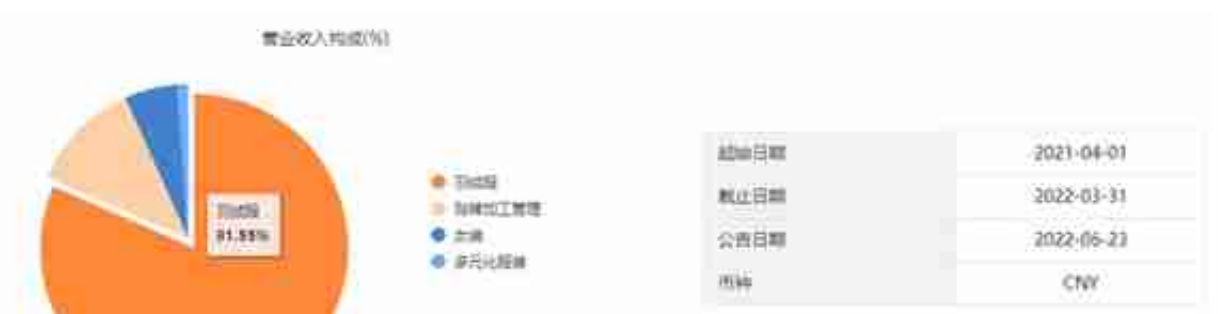 营业收入构成(%)
羽绒服
81.55%
羽绒服
贴牌加工管理
女装
多元化服装
起始日期 2021-04-01
截止日期 2022-03-31
公告日期 2022-06-23
币种 CNY